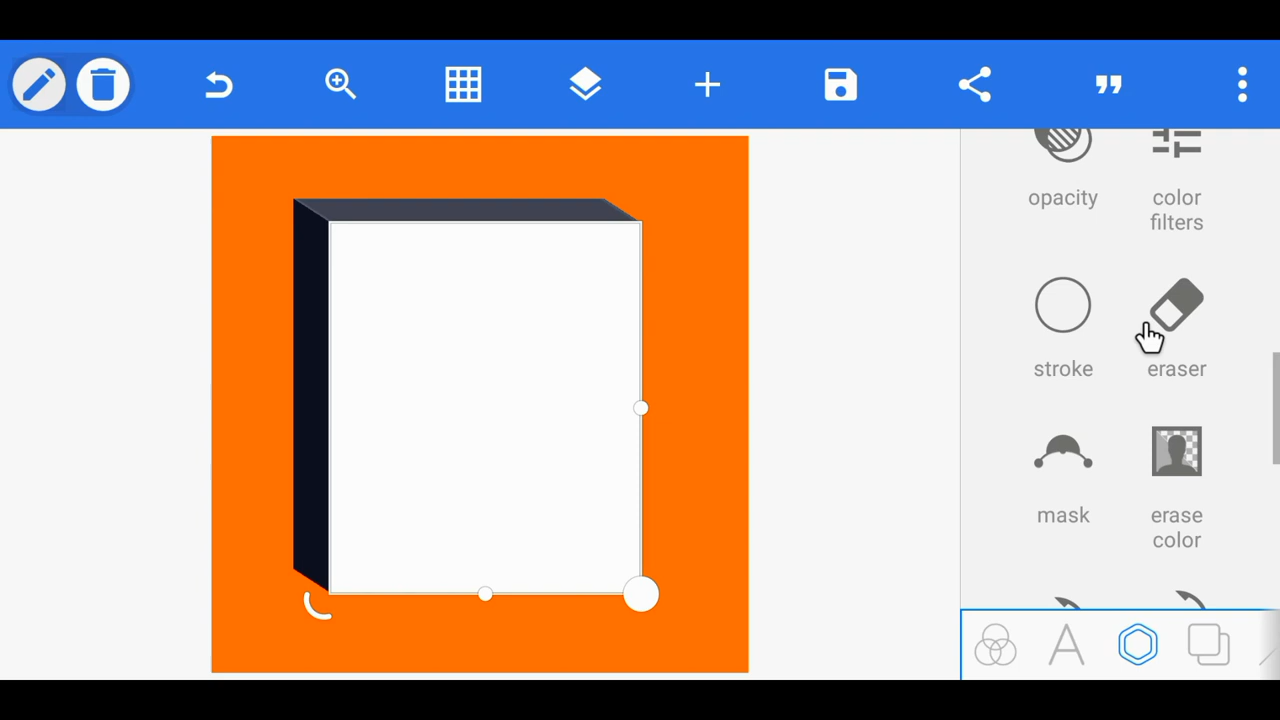 opacity
color
filters
stroke
eraser
mask
erase
color